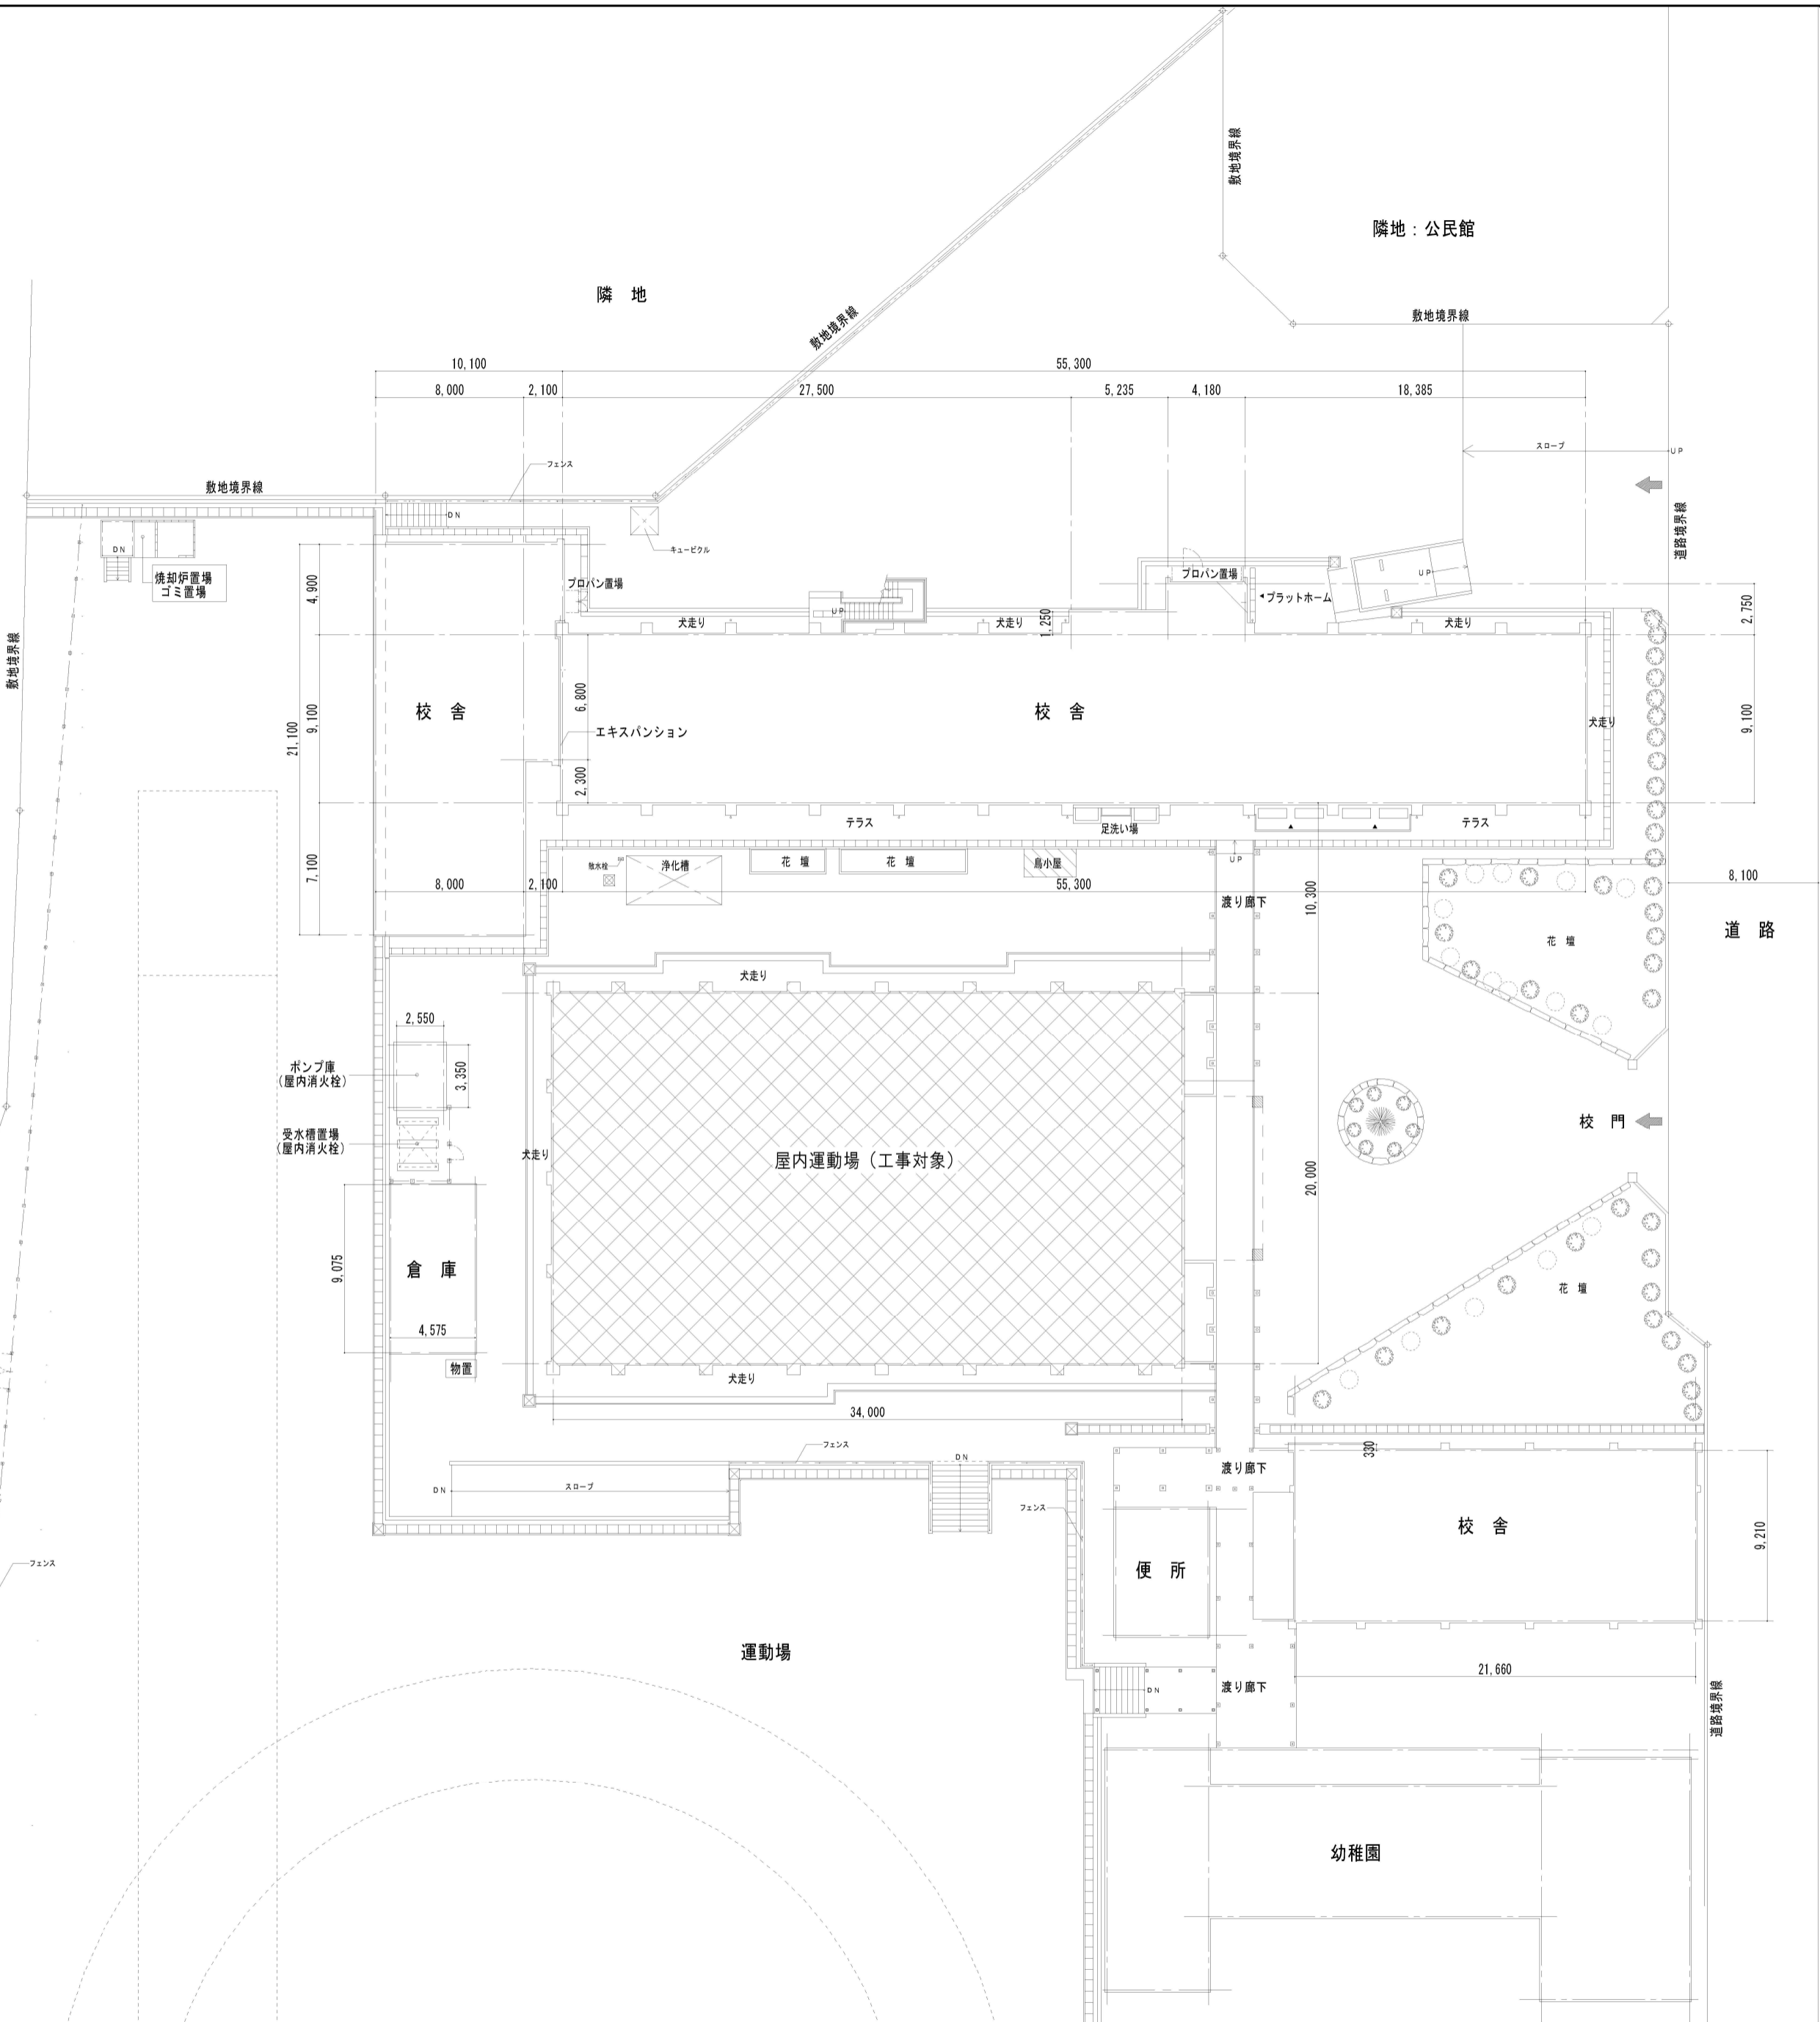 敷地境界線
隣地：公民館
隣　地
敷地境界線
敷地境界線
10,100
55,300
8,000
2,100
27,500
5,235
4,180
18,385
スロープ
UP
フェンス
敷地境界線
道路境界線
DN
キュービクル
DN
焼却炉置場
ゴミ置場
プロパン置場
プロパン置場
UP
プラットホーム
UP
4,900
犬走り
犬走り
1,250
犬走り
2,750
敷地境界線
校　舎
6,800
校　舎
犬走り
9,100
21,100
9,100
エキスパンション
2,300
テラス
足洗い場
テラス
散水栓
浄化槽
花　壇
花　壇
鳥小屋
UP
7,100
8,000
2,100
55,300
8,100
渡り廊下
10,300
道　路
花　壇
犬走り
2,550
ポンプ庫
（屋内消火栓）
3,350
校　門
受水槽置場
（屋内消火栓）
犬走り
屋内運動場（工事対象）
20,000
9,075
倉　庫
花　壇
4,575
物置
犬走り
34,000
フェンス
330
DN
渡り廊下
DN
スロープ
フェンス
校　舎
9,210
フェンス
便　所
運動場
21,660
DN
渡り廊下
道路境界線
幼稚園